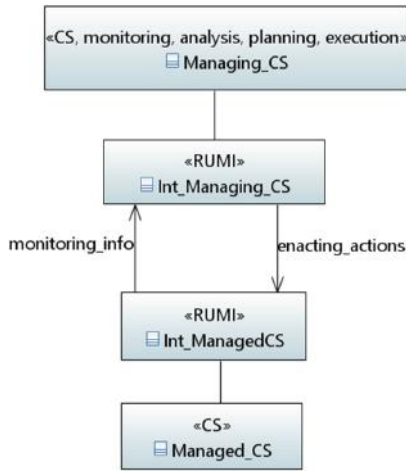 «CS, monitoring, analysis, planning, execution»
Managing_CS
«RUMI»
Int_Managing_CS
monitoring_info
enacting_actions
«RUMI»
Int_ManagedCS
«CS»
Managed_CS